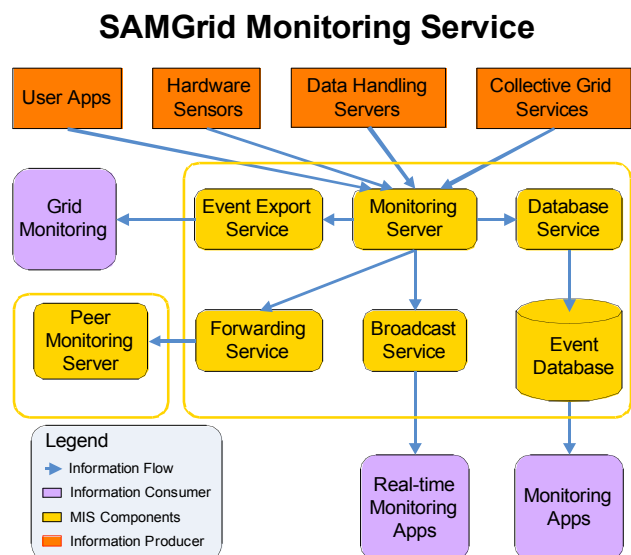 SAMGrid Monitoring Service
User Apps
Hardware
Sensors
Data Handling
Servers
Collective Grid
Services
Grid
Monitoring
Event Export
Service
Monitoring
Server
Database
Service
Peer
Monitoring
Server
Forwarding
Service
Broadcast
Service
Event
Database
Legend
Information Flow
Information Consumer
MIS Components
Information Producer
Real-time
Monitoring
Apps
Monitoring
Apps